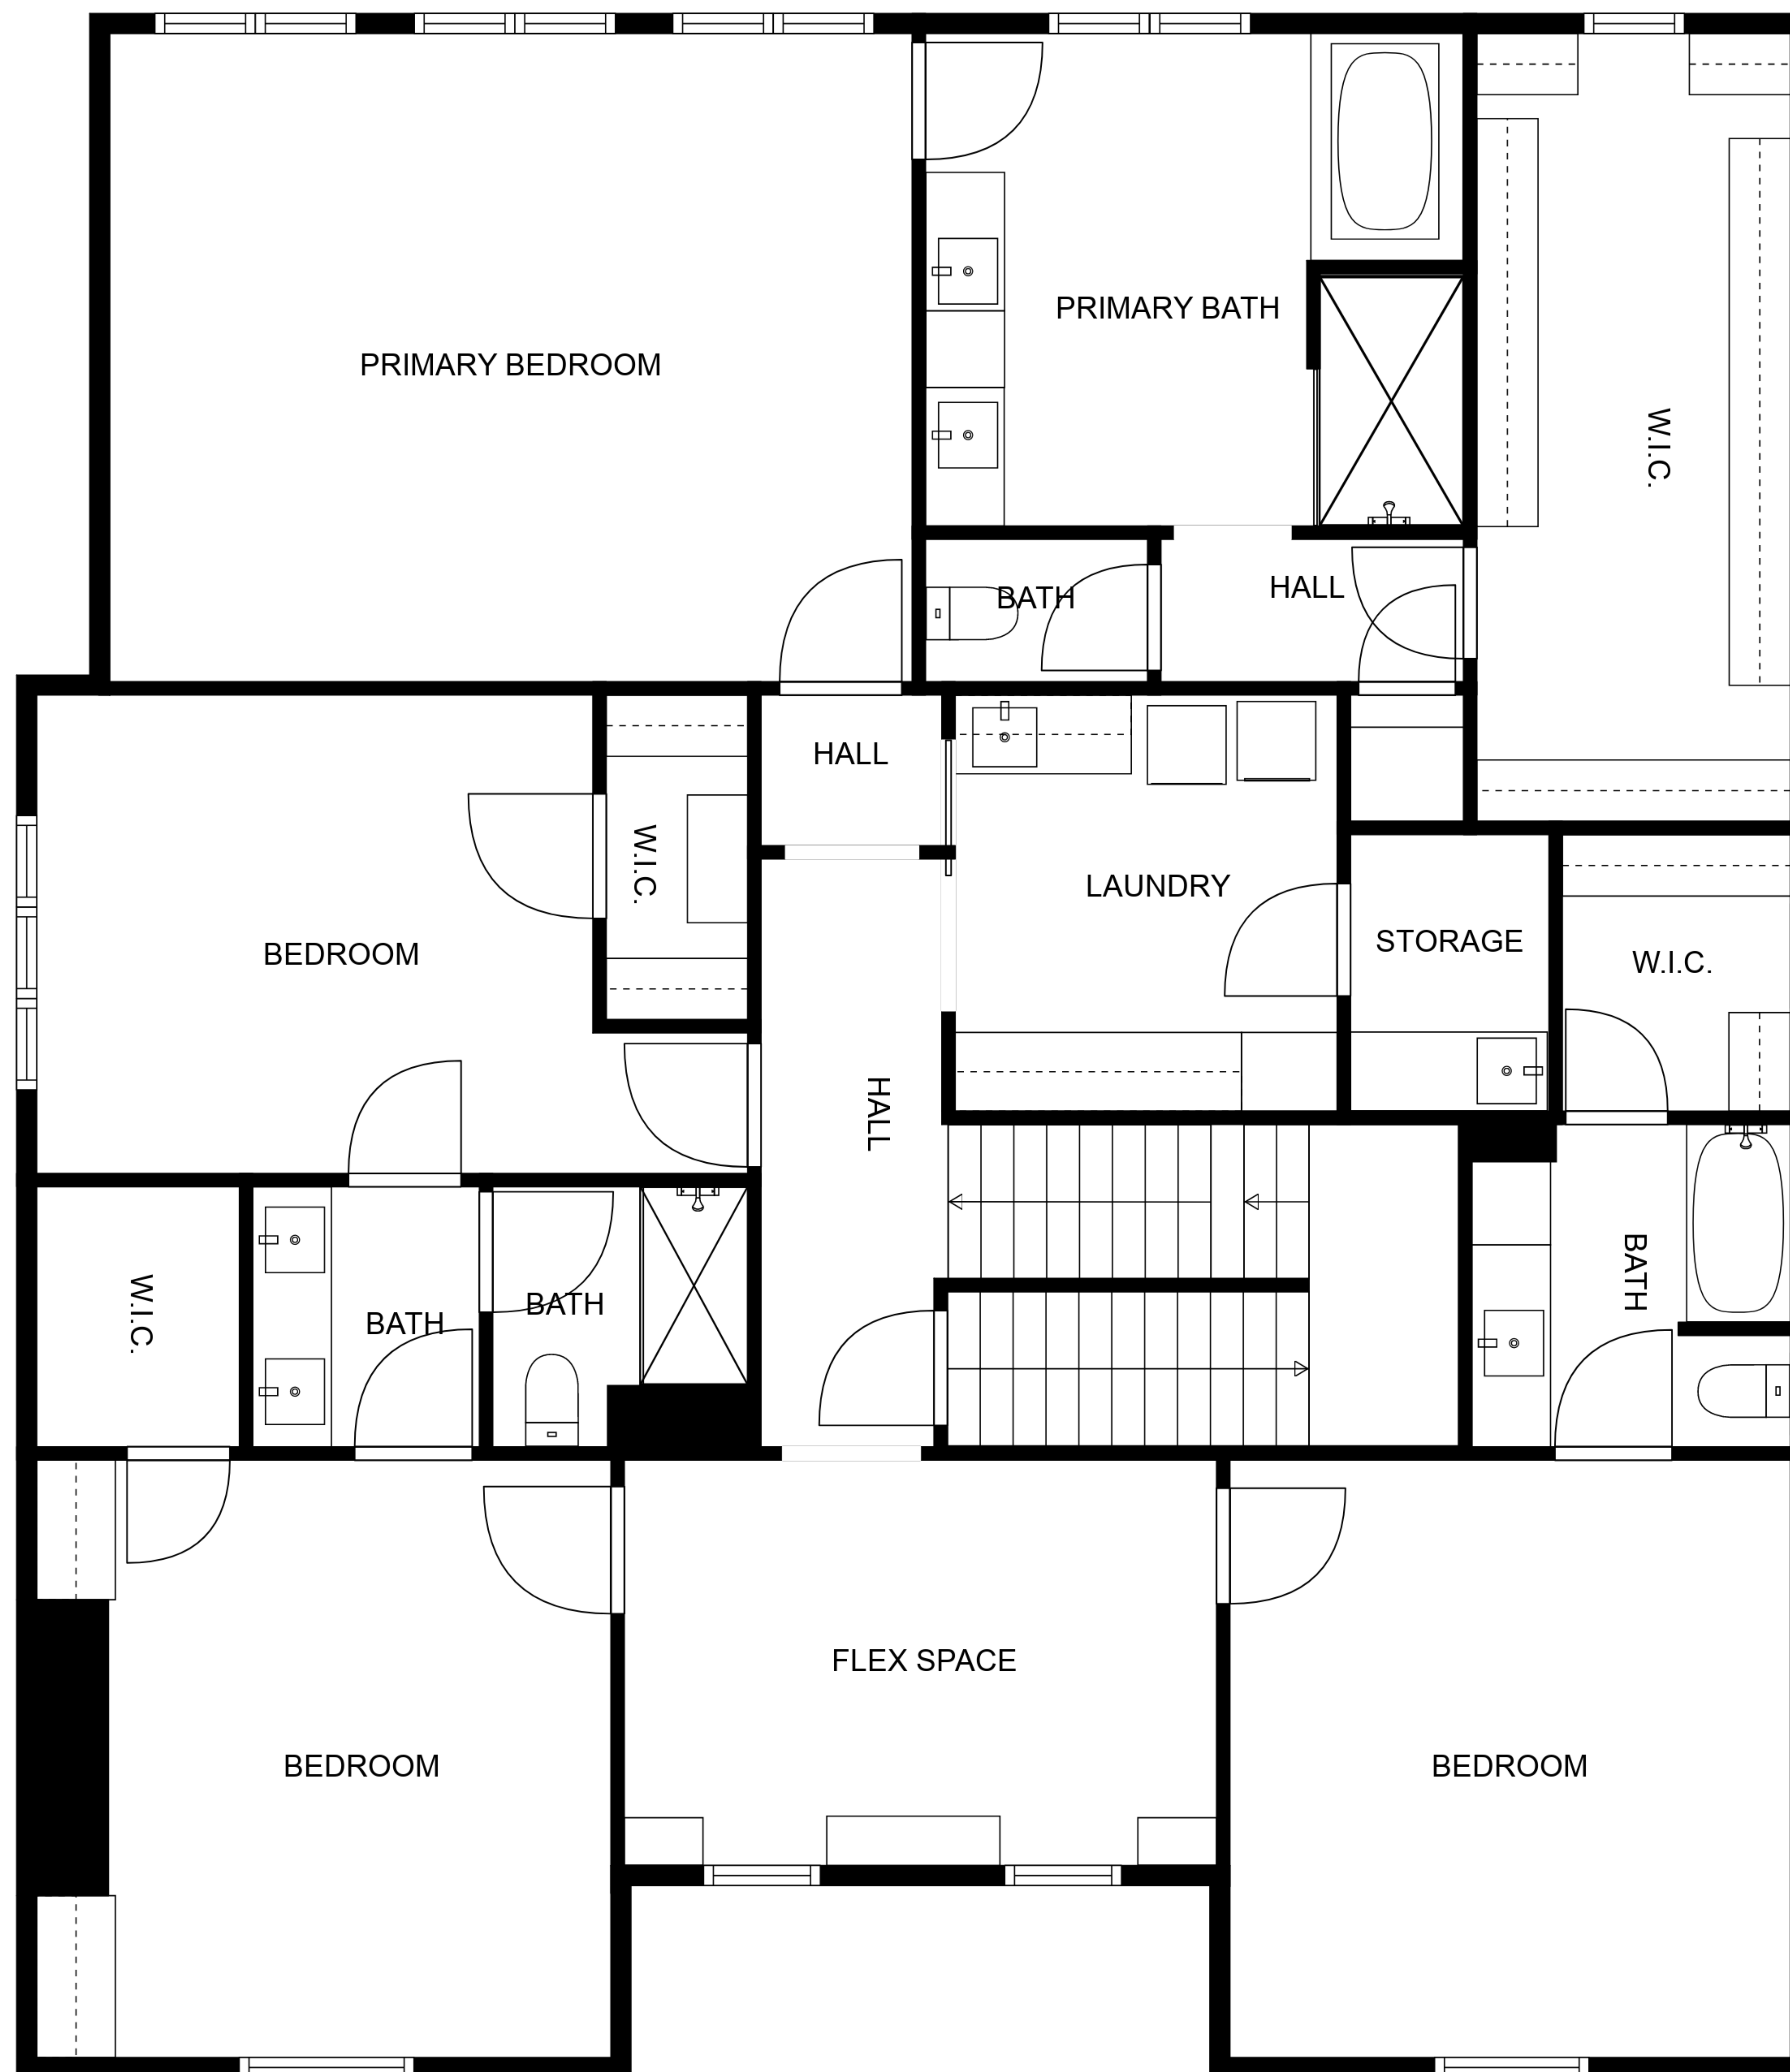 PRIMARY BATH
PRIMARY BEDROOM
W.I.C.
BATH
HALL
HALL
W.I.C.
LAUNDRY
STORAGE
BEDROOM
W.I.C.
HALL
BATH
W.I.C.
BATH
BATH
FLEX SPACE
BEDROOM
BEDROOM